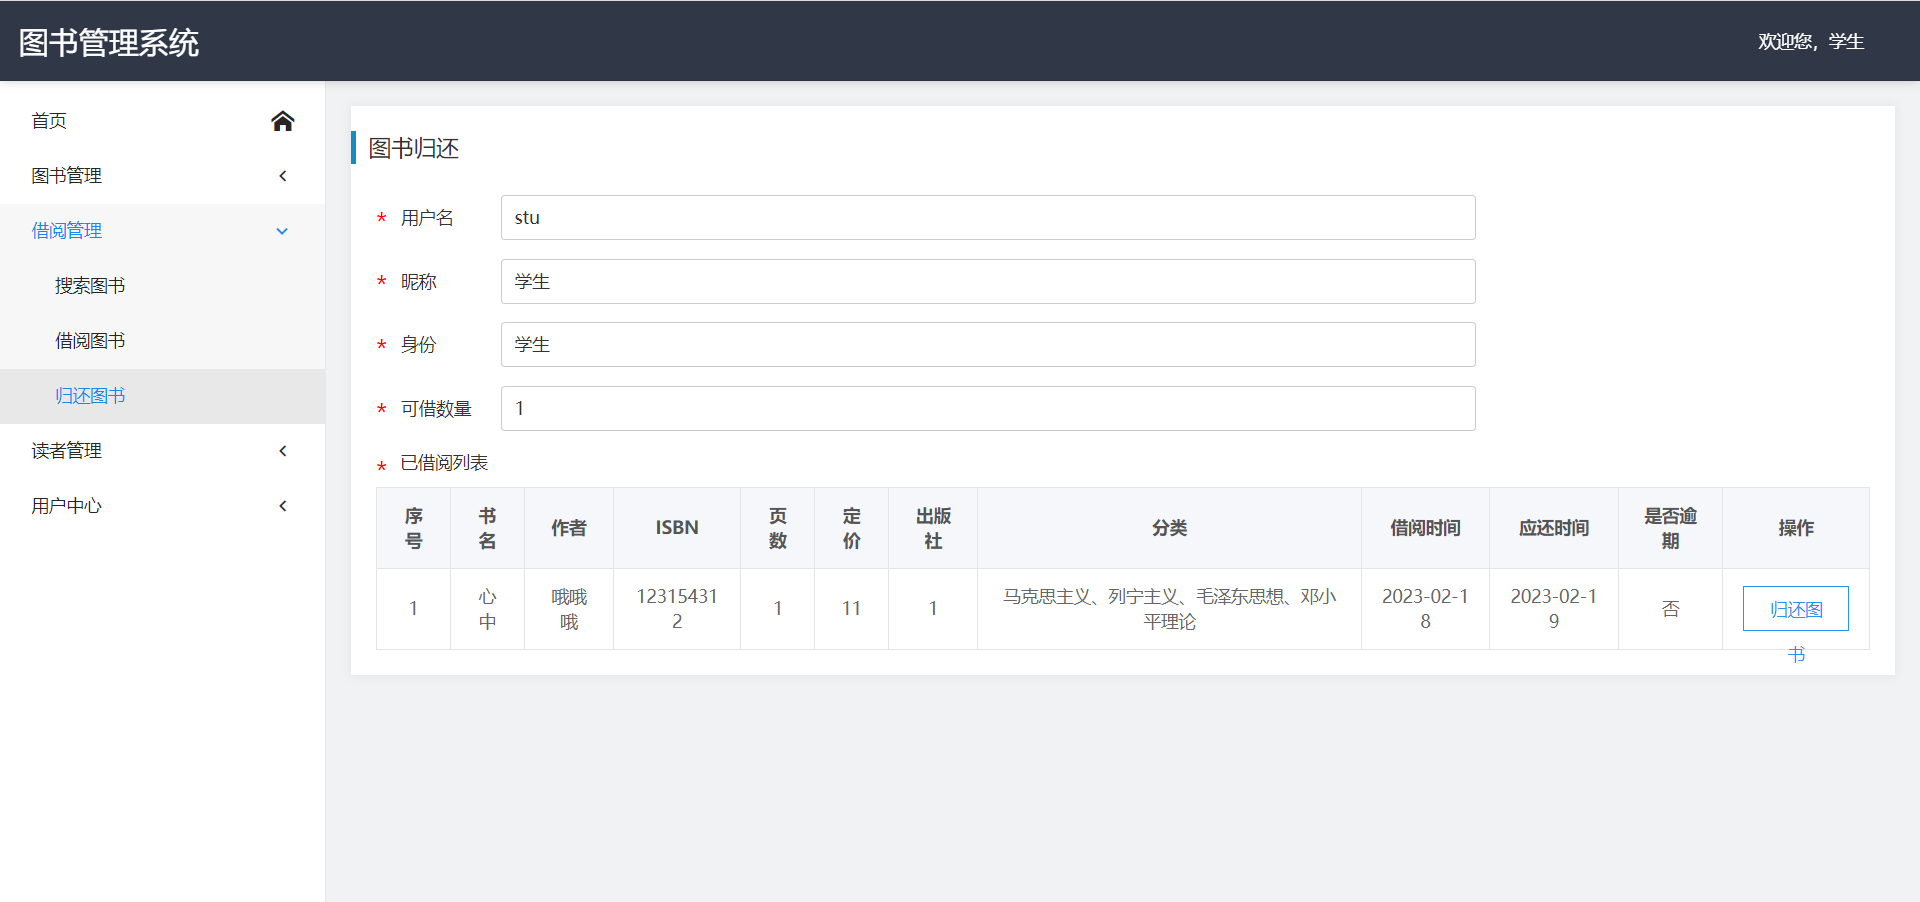 图书管理系统
欢迎您，学生
首页
图书管理
借阅管理
搜索图书
借阅图书
归还图书
读者管理
用户中心
图书归还
* 用户名 stu
* 昵称 学生
* 身份 学生
* 可借数量 1
* 已借阅列表
序号 书名 作者 ISBN 页数 定价 出版社 分类 借阅时间 应还时间 是否逾期 操作
1 心中 哦哦哦 123154312 1 11 1 马克思主义、列宁主义、毛泽东思想、邓小平理论 2023-02-18 2023-02-19 否 归还图书